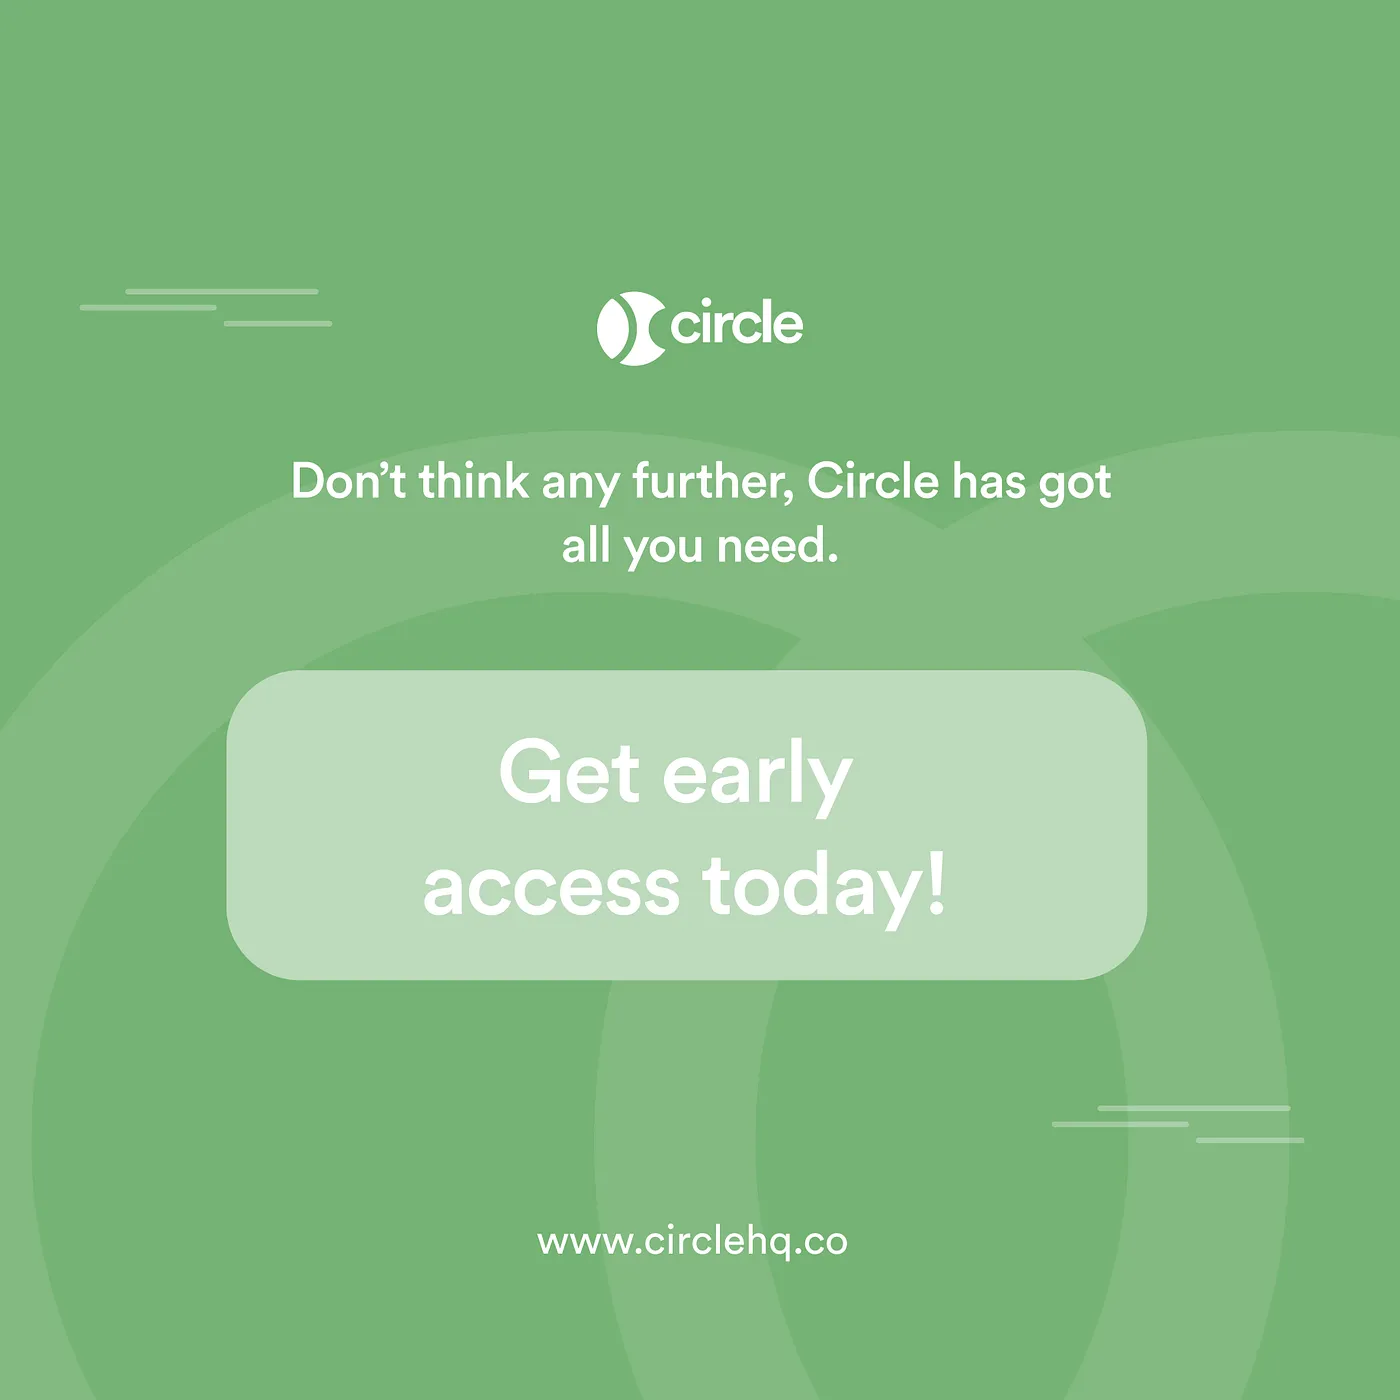 circle
Don’t think any further, Circle has got
all you need.
Get early
access today!
www.circlehq.co